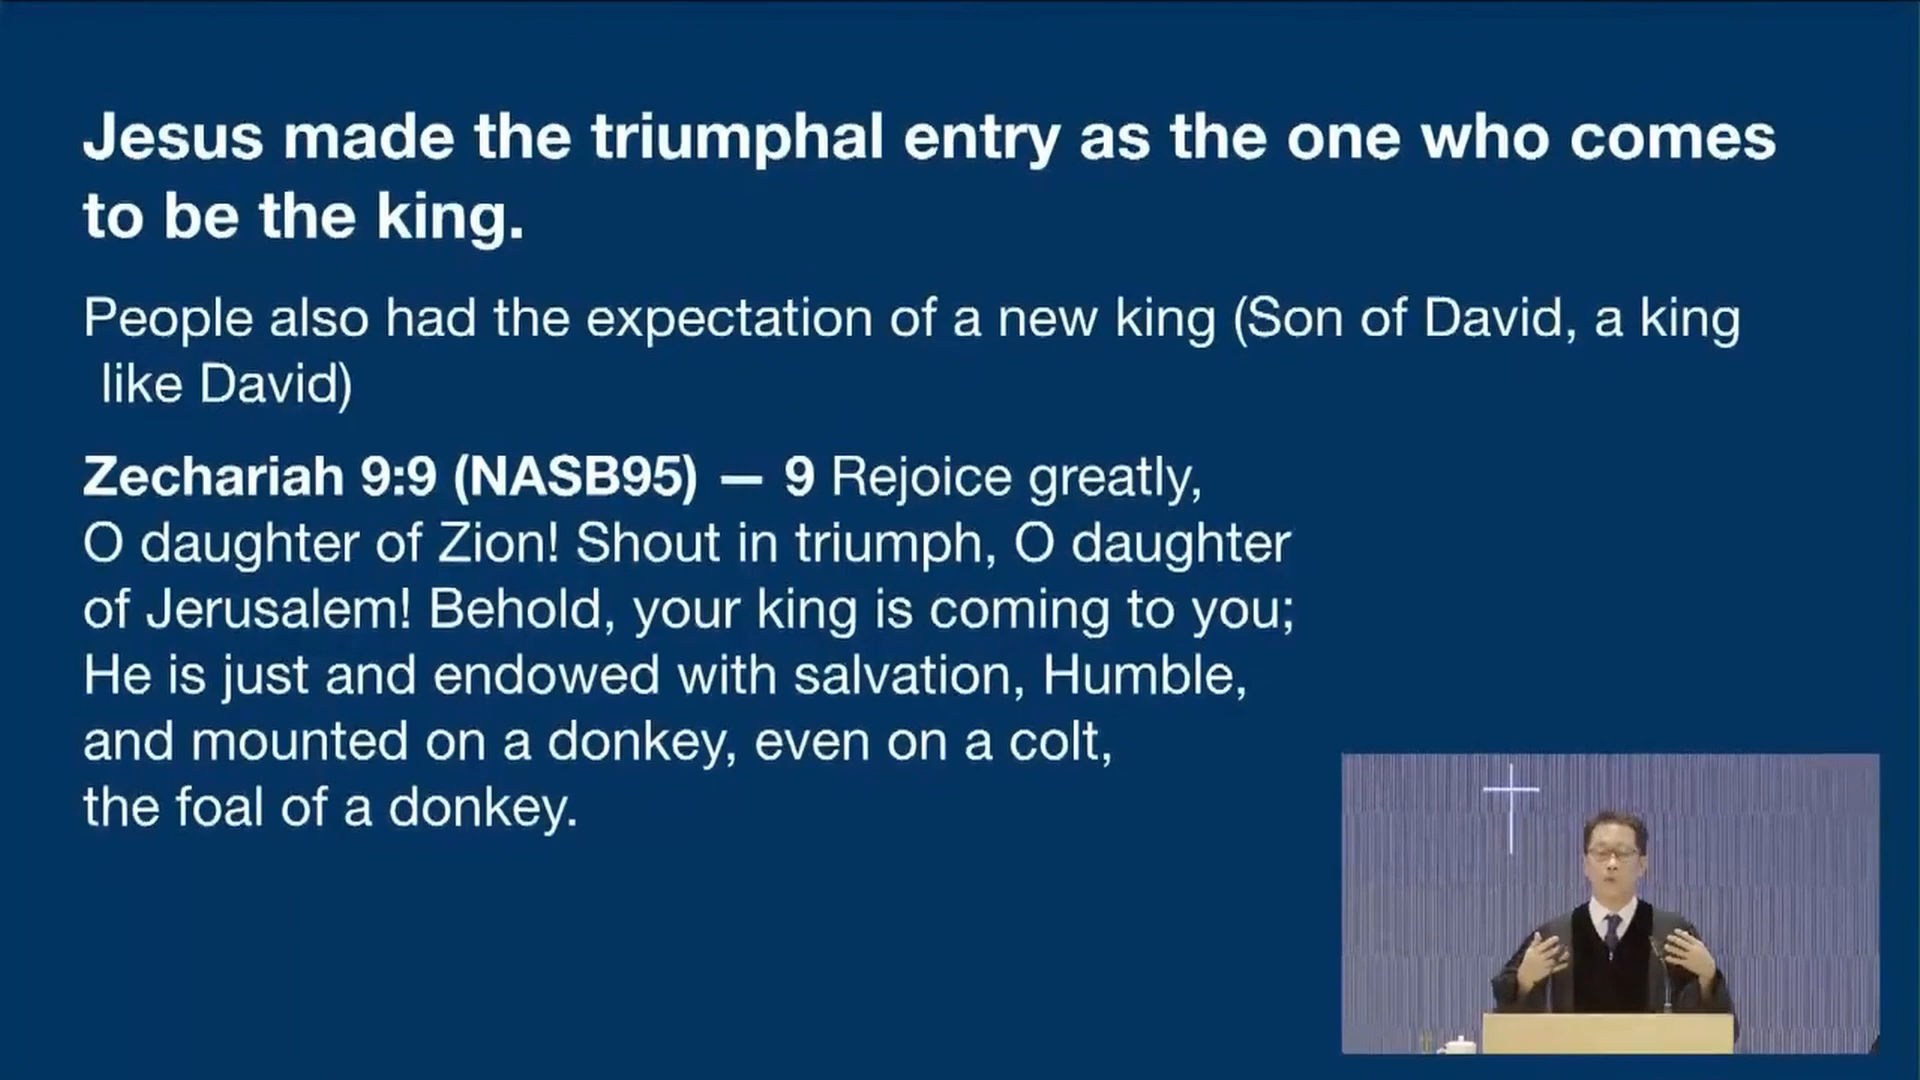 Jesus made the triumphal entry as the one who comes
to be the king.
People also had the expectation of a new king (Son of David, a king
like David)
Zechariah 9:9 (NASB95) — 9 Rejoice greatly,
O daughter of Zion! Shout in triumph, O daughter
of Jerusalem! Behold, your king is coming to you;
He is just and endowed with salvation, Humble,
and mounted on a donkey, even on a colt,
the foal of a donkey.